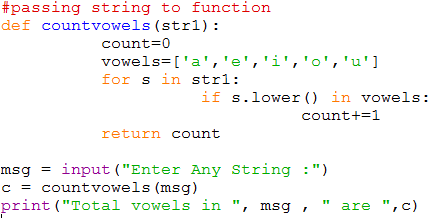 #passing string to function
def countvowels(str1):
        count=0
        vowels=['a','e','i','o','u']
        for s in str1:
                if s.lower() in vowels:
                        count+=1
        return count

msg = input("Enter Any String :")
c = countvowels(msg)
print("Total vowels in ", msg , " are ",c)